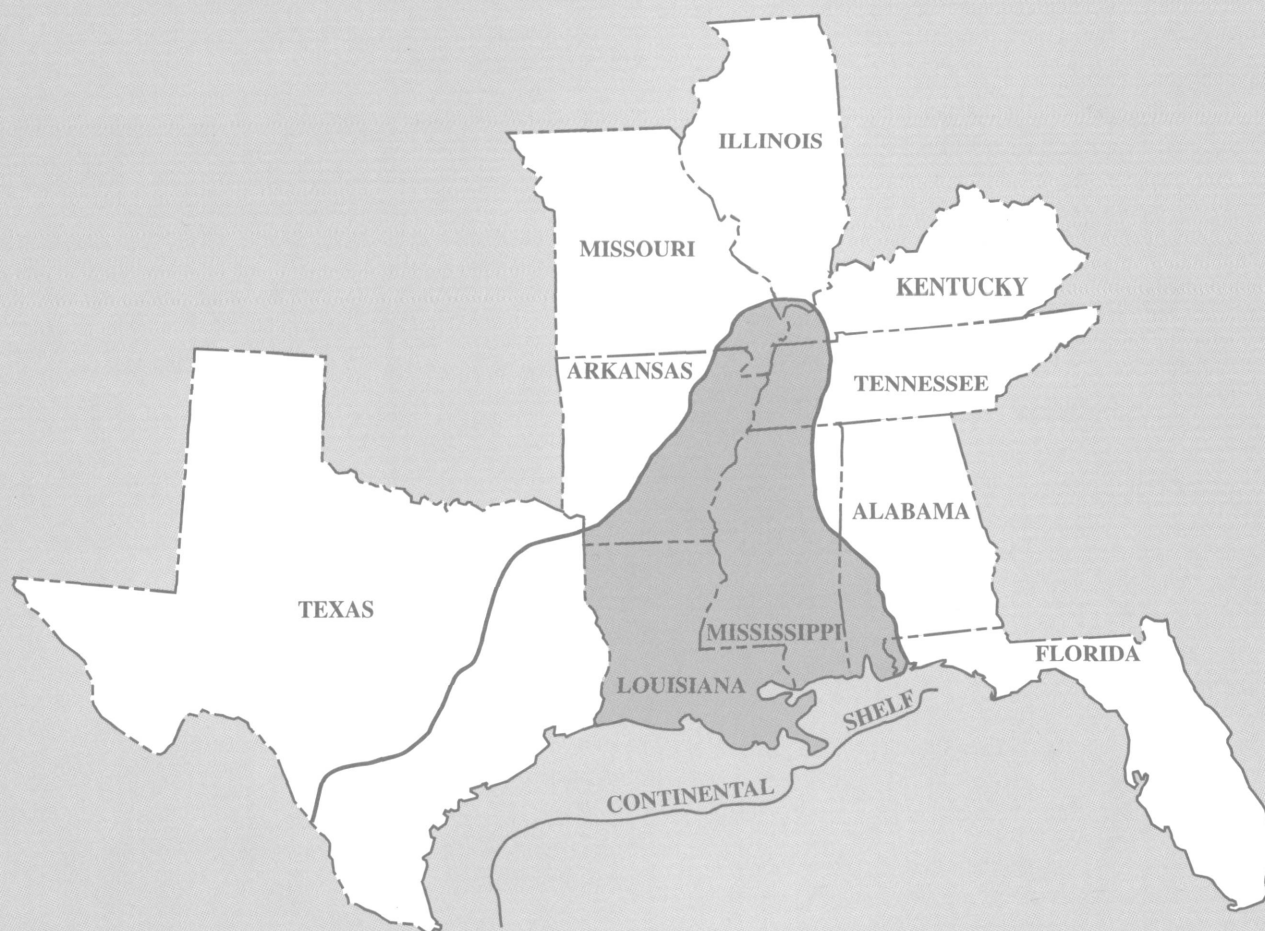 ILLINOIS
MISSOURI
KENTUCKY
ARKANSAS
TENNESSEE
ALABAMA
TEXAS
MISSISSIPPI
FLORIDA
LOUISIANA
SHELF
CONTINENTAL